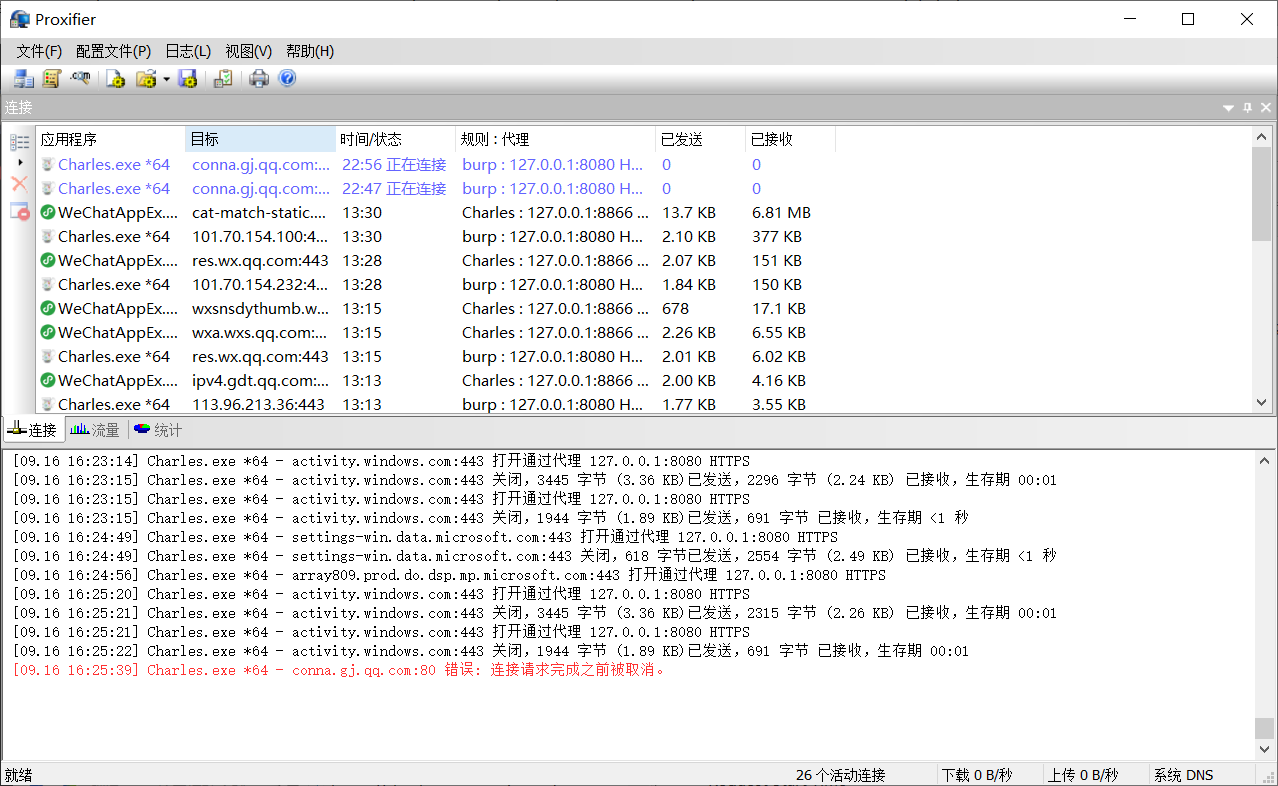 Proxifier
文件(F) 配置文件(P) 日志(L) 视图(V) 帮助(H)
.com
连接
应用程序 目标 时间/状态 规则 : 代理 已发送 已接收
Charles.exe *64 conna.gj.qq.com:... 22:56 正在连接 burp : 127.0.0.1:8080 H... 0 0
Charles.exe *64 conna.gj.qq.com:... 22:47 正在连接 burp : 127.0.0.1:8080 H... 0 0
WeChatAppEx.... cat-match-static.... 13:30 Charles : 127.0.0.1:8866 ... 13.7 KB 6.81 MB
Charles.exe *64 101.70.154.100:4... 13:30 burp : 127.0.0.1:8080 H... 2.10 KB 377 KB
WeChatAppEx.... res.wx.qq.com:443 13:28 Charles : 127.0.0.1:8866 ... 2.07 KB 151 KB
Charles.exe *64 101.70.154.232:4... 13:28 burp : 127.0.0.1:8080 H... 1.84 KB 150 KB
WeChatAppEx.... wxsnsdythumb.w... 13:15 Charles : 127.0.0.1:8866 ... 678 17.1 KB
WeChatAppEx.... wxa.wxs.qq.com:... 13:15 Charles : 127.0.0.1:8866 ... 2.26 KB 6.55 KB
Charles.exe *64 res.wx.qq.com:443 13:15 burp : 127.0.0.1:8080 H... 2.01 KB 6.02 KB
WeChatAppEx.... ipv4.gdt.qq.com:... 13:13 Charles : 127.0.0.1:8866 ... 2.00 KB 4.16 KB
Charles.exe *64 113.96.213.36:443 13:13 burp : 127.0.0.1:8080 H... 1.77 KB 3.55 KB
连接 流量 统计
[09.16 16:23:14] Charles.exe *64 - activity.windows.com:443 打开通过代理 127.0.0.1:8080 HTTPS
[09.16 16:23:15] Charles.exe *64 - activity.windows.com:443 关闭，3445 字节 (3.36 KB)已发送，2296 字节 (2.24 KB) 已接收，生存期 00:01
[09.16 16:23:15] Charles.exe *64 - activity.windows.com:443 打开通过代理 127.0.0.1:8080 HTTPS
[09.16 16:23:15] Charles.exe *64 - activity.windows.com:443 关闭，1944 字节 (1.89 KB)已发送，691 字节 已接收，生存期 <1 秒
[09.16 16:24:49] Charles.exe *64 - settings-win.data.microsoft.com:443 打开通过代理 127.0.0.1:8080 HTTPS
[09.16 16:24:49] Charles.exe *64 - settings-win.data.microsoft.com:443 关闭，618 字节已发送，2554 字节 (2.49 KB) 已接收，生存期 <1 秒
[09.16 16:24:56] Charles.exe *64 - array809.prod.do.dsp.mp.microsoft.com:443 打开通过代理 127.0.0.1:8080 HTTPS
[09.16 16:25:20] Charles.exe *64 - activity.windows.com:443 打开通过代理 127.0.0.1:8080 HTTPS
[09.16 16:25:21] Charles.exe *64 - activity.windows.com:443 关闭，3445 字节 (3.36 KB)已发送，2315 字节 (2.26 KB) 已接收，生存期 00:01
[09.16 16:25:21] Charles.exe *64 - activity.windows.com:443 打开通过代理 127.0.0.1:8080 HTTPS
[09.16 16:25:22] Charles.exe *64 - activity.windows.com:443 关闭，1944 字节 (1.89 KB)已发送，691 字节 已接收，生存期 00:01
[09.16 16:25:39] Charles.exe *64 - conna.gj.qq.com:80 错误: 连接请求完成之前被取消。
就绪 26 个活动连接 下载 0 B/秒 上传 0 B/秒 系统 DNS